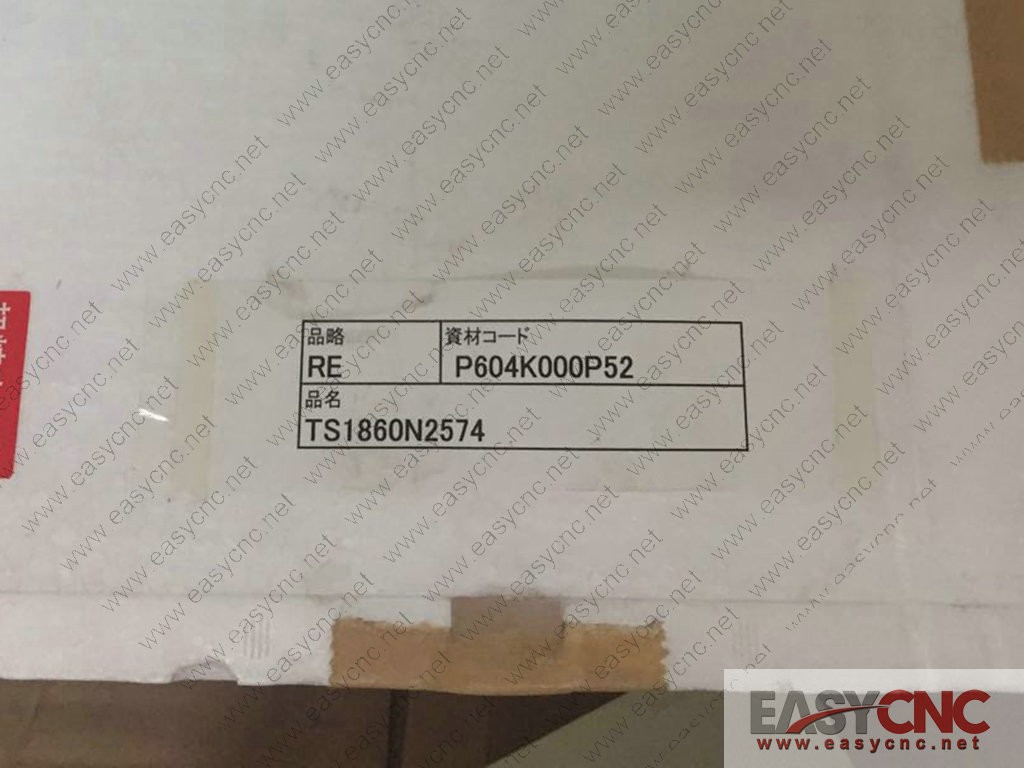 品略
資材コード
RE
P604K000P52
品名
TS1860N2574
EASYCNC
www.easycnc.net